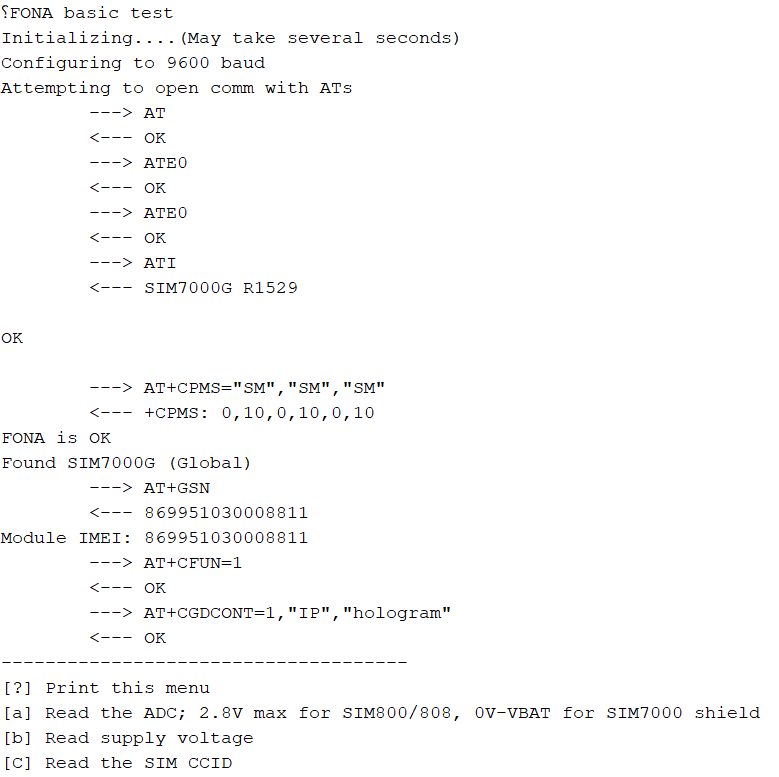 ⸮FONA basic test
Initializing....(May take several seconds)
Configuring to 9600 baud
Attempting to open comm with ATs
---> AT
<--- OK
---> ATE0
<--- OK
---> ATE0
<--- OK
---> ATI
<--- SIM7000G R1529
OK
---> AT+CPMS="SM","SM","SM"
<--- +CPMS: 0,10,0,10,0,10
FONA is OK
Found SIM7000G (Global)
---> AT+GSN
<--- 869951030008811
Module IMEI: 869951030008811
---> AT+CFUN=1
<--- OK
---> AT+CGDCONT=1,"IP","hologram"
<--- OK
-------------------------------------
[?] Print this menu
[a] Read the ADC; 2.8V max for SIM800/808, 0V-VBAT for SIM7000 shield
[b] Read supply voltage
[C] Read the SIM CCID